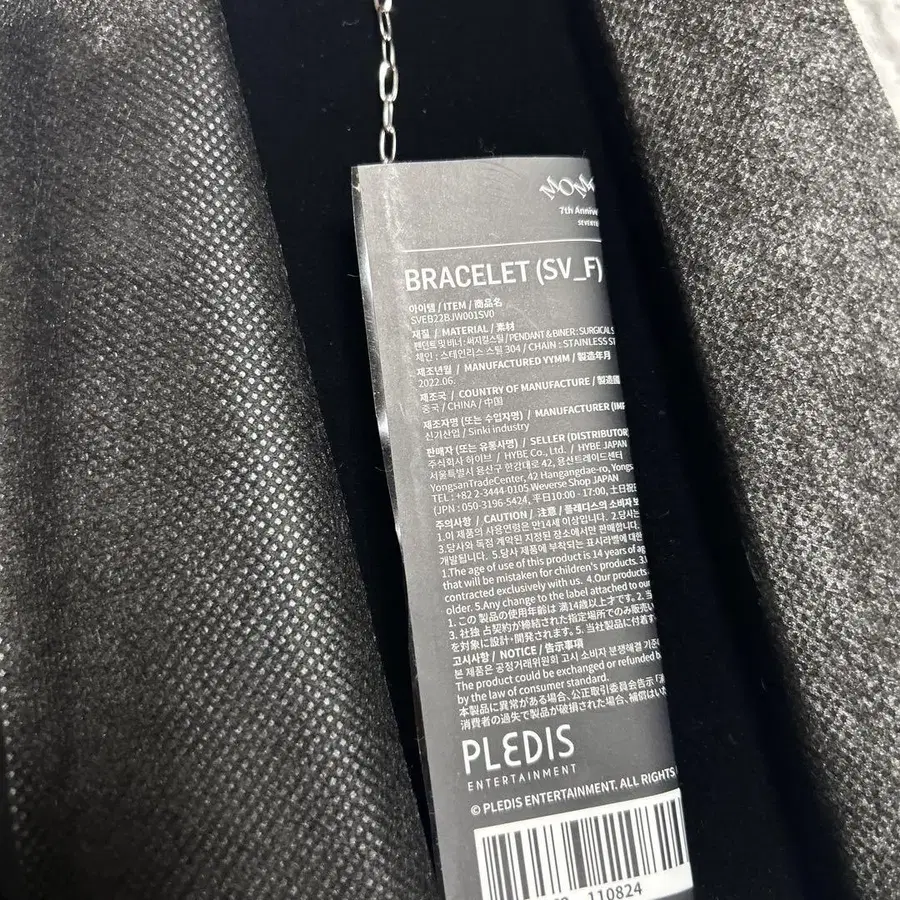 7th Anniv
BRACELET (SV_F)
아이템 / ITEM / 商品名
SVEB22BJW001SV0
재질 / MATERIAL / 素材
펜던트 및 비너 : 써지컬스틸 / PENDANT & BINER : SURGICALS
체인 : 스테인리스 스틸 304 / CHAIN : STAINLESS S
제조년월 / MANUFACTURED YYMM / 製造年月
2022.06.
제조국 / COUNTRY OF MANUFACTURE / 製造國
중국 / CHINA / 中国
제조자명 (또는 수입자명) / MANUFACTURER (IMP
신기산업 / Sinki industry
판매자 (또는 유통사명) / SELLER (DISTRIBUTOR
주식회사 하이브 / HYBE Co., Ltd. / HYBE JAPAN
서울특별시 용산구 한강대로 42, 용산트레이드센터
YongsanTradeCenter, 42 Hangangdae-ro, Yongs
TEL : +82 2-3444-0105 Weverse Shop JAPAN
(JPN : 050-3196-5424, 平日10:00 - 17:00, 土日祝
주의사항 / CAUTION / 注意 / 플레디스의 소비자 보
1.이 제품의 사용연령은 만14세 이상입니다. 2.당사는
3.당사와 독점 계약인 지정된 장소에서만 판매합니다.
개발됩니다. 5.당사 제품에 부착되는 표시라벨에 대한
1.The age of use of this product is 14 years of ag
that will be mistaken for children's products. 3.
contracted exclusively with us. 4.Our products
older. 5.Any change to the label attached to our
1. この 製品の使用年齢は 満14歳以上才です。 2. 当
3. 社独 占契約が締結された指定場所でのみ販売い
を対象に設計・開発されます。 5. 当社製品に付着す
고시사항 / NOTICE / 告示事項
본 제품은 공정거래위원회 고시 소비자 분쟁해결 기준
The product could be exchanged or refunded b
by the law of consumer standard.
本製品に異常がある場合、公正取引委員会告示「消
消費者の過失で製品が破損された場合、補償はいた
PLEDIS
ENTERTAINMENT
© PLEDIS ENTERTAINMENT. ALL RIGHTS
110824